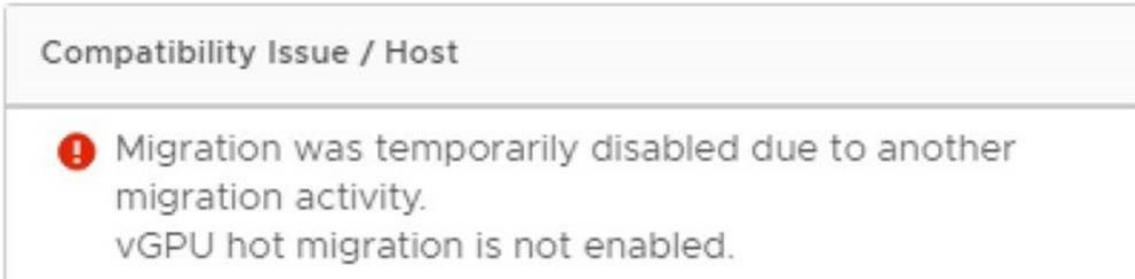 Compatibility Issue / Host
Migration was temporarily disabled due to another
migration activity.
vGPU hot migration is not enabled.